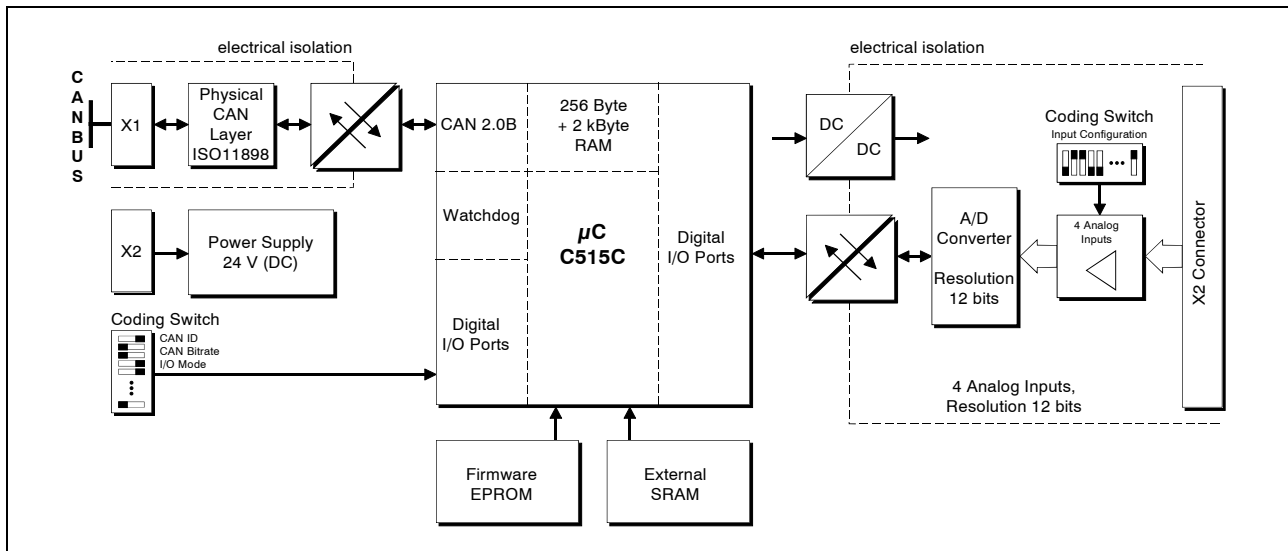 electrical isolation
CANBUS
X1
Physical
CAN
Layer
ISO11898
CAN 2.0B
256 Byte
+ 2 kByte
RAM
X2
Power Supply
24 V (DC)
Watchdog
µC
C515C
Digital
I/O Ports
Digital
I/O Ports
Coding Switch
CAN ID
CAN Bitrate
I/O Mode
Firmware
EPROM
External
SRAM
electrical isolation
DC
DC
Coding Switch
Input Configuration
A/D
Converter
Resolution
12 bits
4 Analog
Inputs
X2 Connector
4 Analog Inputs,
Resolution 12 bits